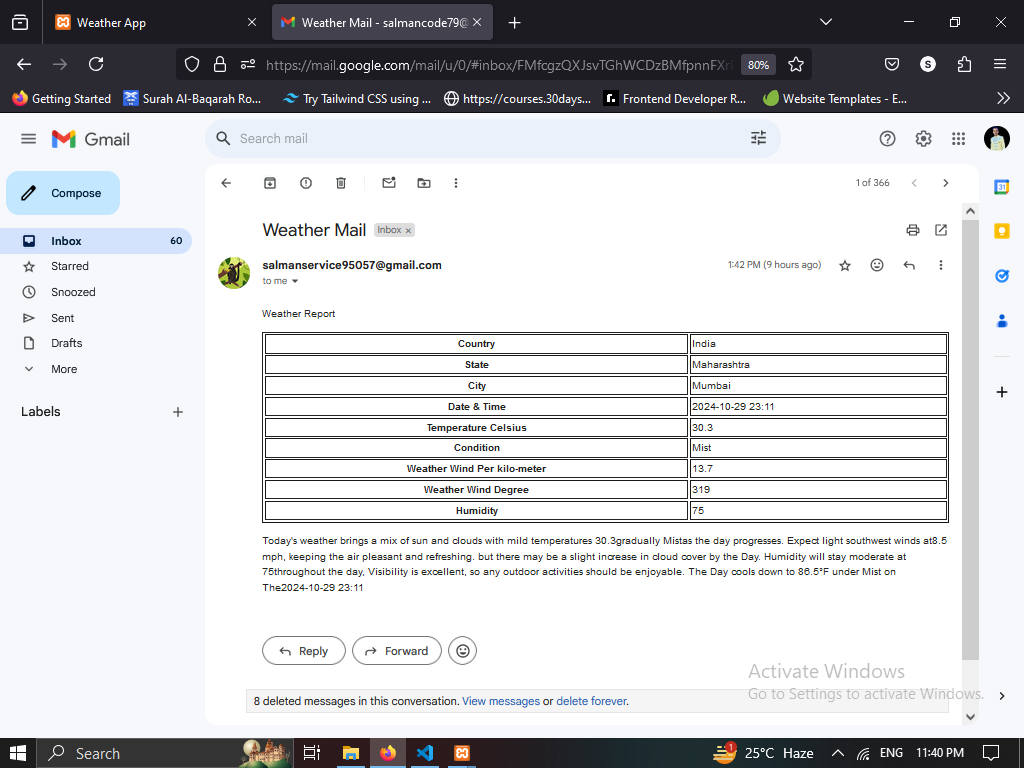 Weather App
Weather Mail - salmancode79@
https://mail.google.com/mail/u/0/#inbox/FMfcgzQXJsvTGhWCDzBMfpnnFXr
80%
S
Getting Started
Surah Al-Baqarah Ro...
Try Tailwind CSS using ...
https://courses.30days...
Frontend Developer R...
Website Templates - E...
Gmail
Search mail
Compose
1 of 366
Inbox 60
Starred
Snoozed
Sent
Drafts
More
Labels
Weather Mail Inbox ×
salmanservice95057@gmail.com
1:42 PM (9 hours ago)
to me
Weather Report
Country India
State Maharashtra
City Mumbai
Date & Time 2024-10-29 23:11
Temperature Celsius 30.3
Condition Mist
Weather Wind Per kilo-meter 13.7
Weather Wind Degree 319
Humidity 75
Today's weather brings a mix of sun and clouds with mild temperatures 30.3gradually Mistas the day progresses. Expect light southwest winds at8.5
mph, keeping the air pleasant and refreshing. but there may be a slight increase in cloud cover by the Day. Humidity will stay moderate at
75throughout the day, Visibility is excellent, so any outdoor activities should be enjoyable. The Day cools down to 86.5°F under Mist on
The2024-10-29 23:11
Reply
Forward
Activate Windows
Go to Settings to activate Windows.
8 deleted messages in this conversation. View messages or delete forever.
31
Search
1
25°C Haze
ENG
11:40 PM